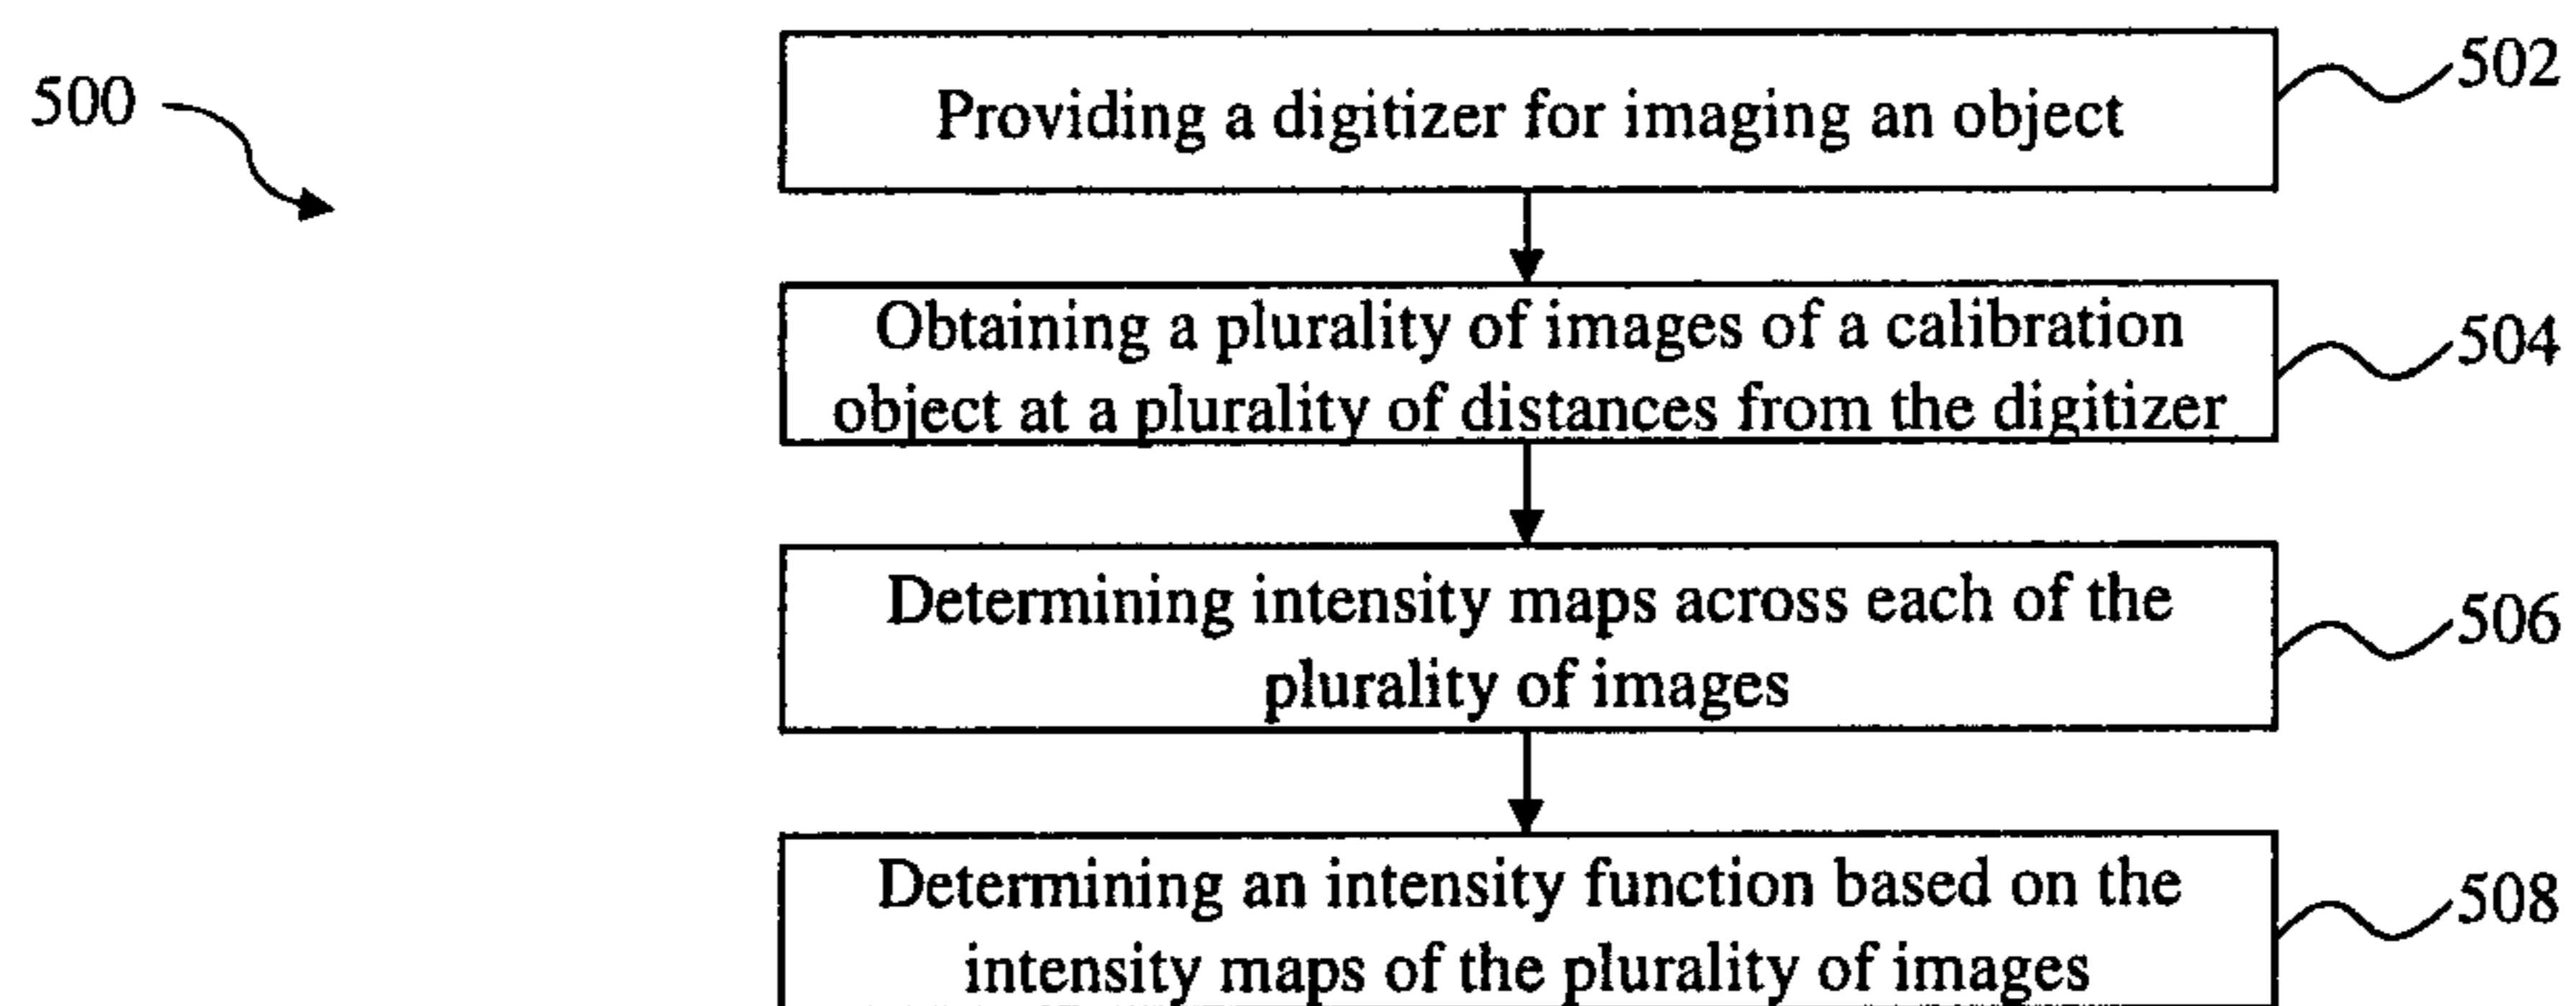 500
Providing a digitizer for imaging an object
502
Obtaining a plurality of images of a calibration
object at a plurality of distances from the digitizer
504
Determining intensity maps across each of the
plurality of images
506
Determining an intensity function based on the
intensity maps of the plurality of images
508